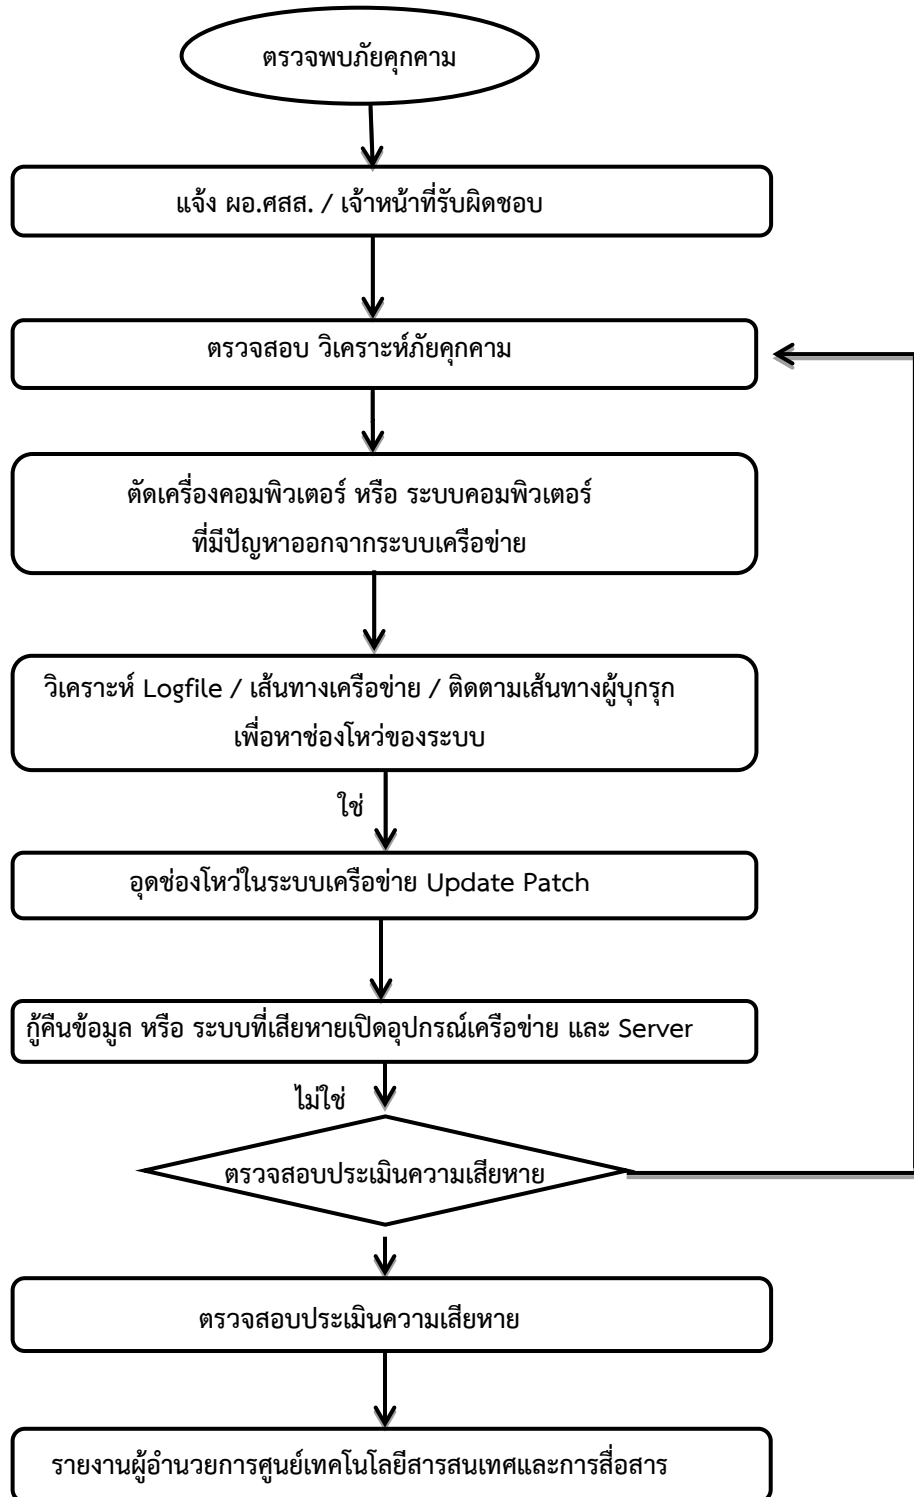 ตรวจพบภัยคุกคาม
แจ้ง ผอ.ศสส. / เจ้าหน้าที่รับผิดชอบ
ตรวจสอบ วิเคราะห์ภัยคุกคาม
ตัดเครื่องคอมพิวเตอร์ หรือ ระบบคอมพิวเตอร์
ที่มีปัญหาออกจากระบบเครือข่าย
วิเคราะห์ Logfile / เส้นทางเครือข่าย / ติดตามเส้นทางผู้บุกรุก
เพื่อหาช่องโหว่ของระบบ
ใช่
อุดช่องโหว่ในระบบเครือข่าย Update Patch
กู้คืนข้อมูล หรือ ระบบที่เสียหายเปิดอุปกรณ์เครือข่าย และ Server
ไม่ใช่
ตรวจสอบประเมินความเสียหาย
ตรวจสอบประเมินความเสียหาย
รายงานผู้อำนวยการศูนย์เทคโนโลยีสารสนเทศและการสื่อสาร